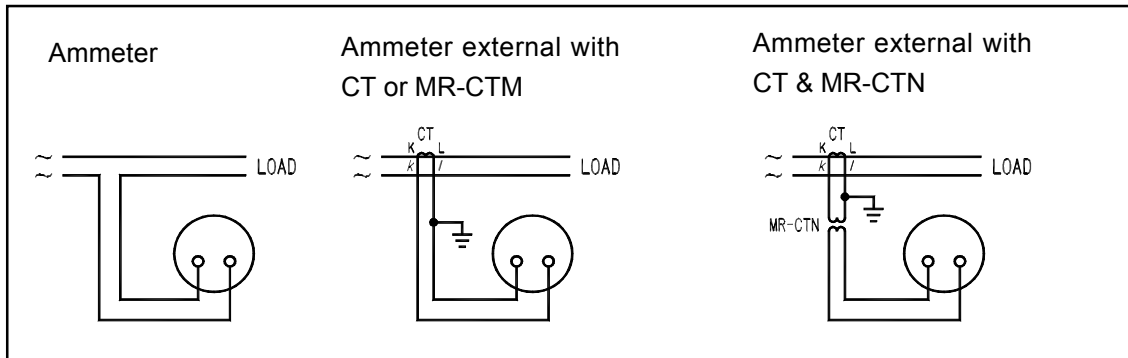 Ammeter
Ammeter external with
CT or MR-CTM
Ammeter external with
CT & MR-CTN
~
~
LOAD
CT
K L
k l
~
~
LOAD
CT
K L
k l
~
~
LOAD
MR-CTN